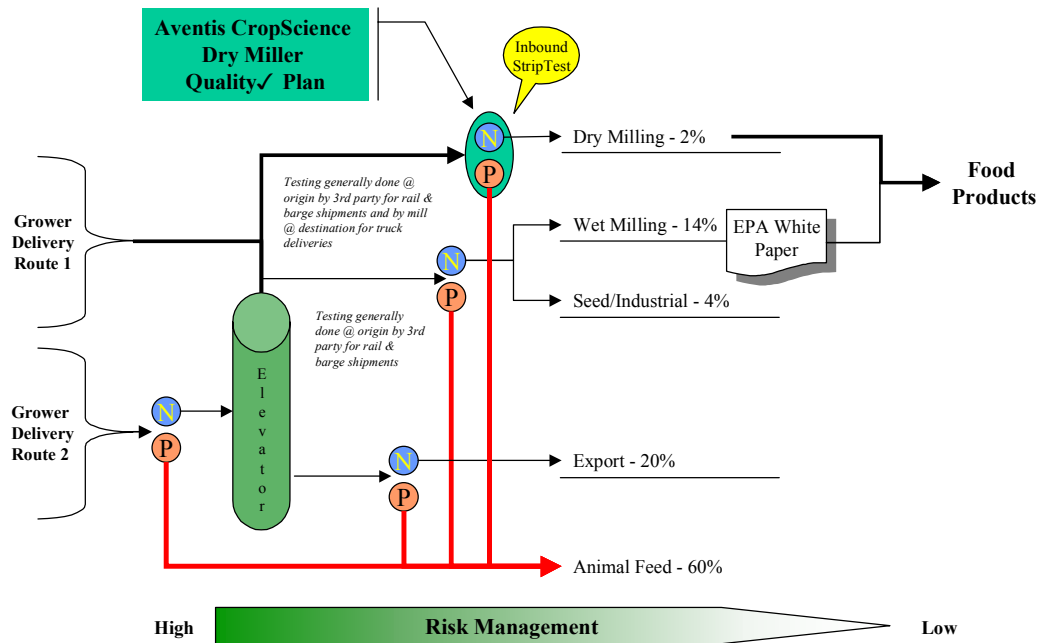 Aventis CropScience
Dry Miller
Quality✓ Plan
Inbound
StripTest
N
P
Dry Milling - 2%
Food
Products
Testing generally done @
origin by 3rd party for rail &
barge shipments and by mill
@ destination for truck
deliveries
Grower
Delivery
Route 1
Wet Milling - 14%
EPA White
Paper
N
P
Seed/Industrial - 4%
Testing generally
done @ origin by 3rd
party for rail &
barge shipments
Elevator
Grower
Delivery
Route 2
N
P
N
P
Export - 20%
Animal Feed - 60%
High
Risk Management
Low